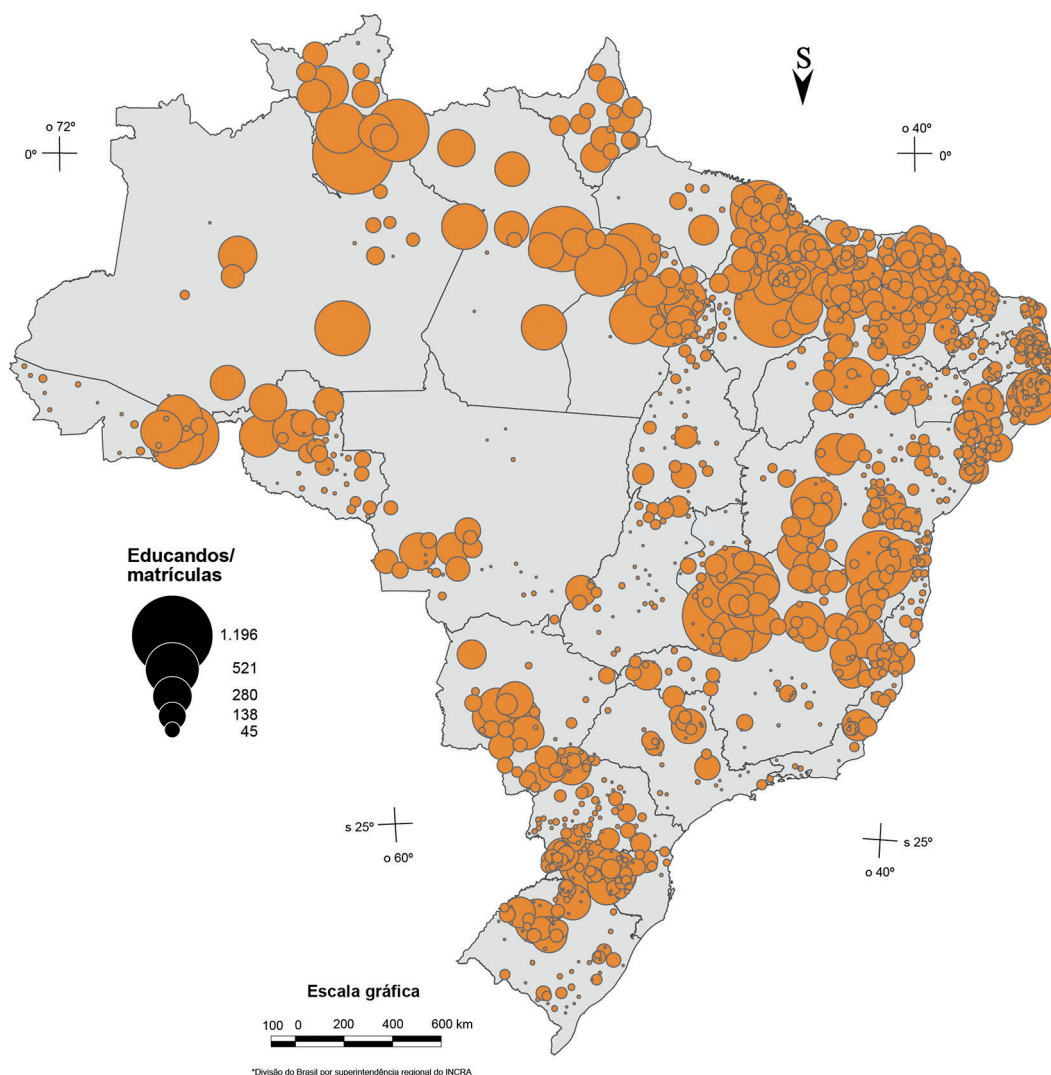 S
o 72º
0º
o 40º
0º
Educandos/
matrículas
1.196
521
280
138
45
s 25º
o 60º
s 25º
o 40º
Escala gráfica
100 0 200 400 600 km
*Divisão do Brasil por superintendência regional do INCRA